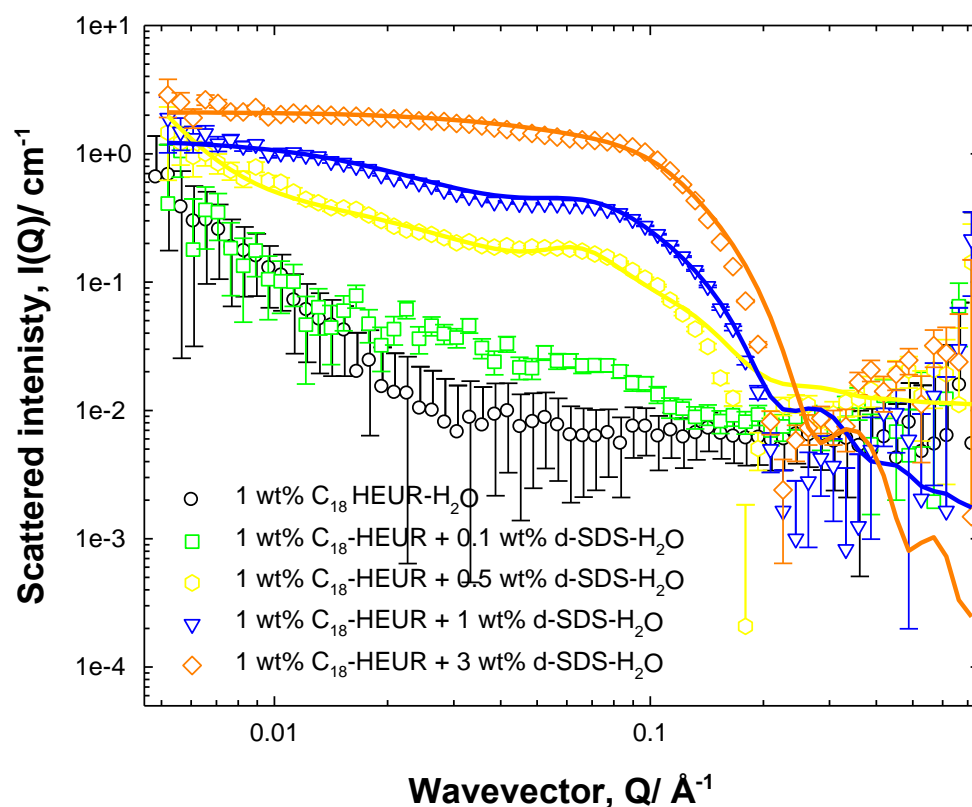 1e+1
1e+0
1e-1
1e-2
1e-3
1e-4
Scattered intenisty, I(Q)/ cm⁻¹
1 wt% C₁₈ HEUR-H₂O
1 wt% C₁₈-HEUR + 0.1 wt% d-SDS-H₂O
1 wt% C₁₈-HEUR + 0.5 wt% d-SDS-H₂O
1 wt% C₁₈-HEUR + 1 wt% d-SDS-H₂O
1 wt% C₁₈-HEUR + 3 wt% d-SDS-H₂O
0.01 0.1
Wavevector, Q/ Å⁻¹